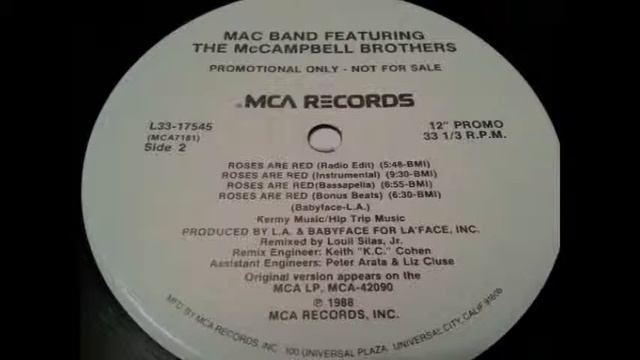 MAC BAND FEATURING
THE McCAMPBELL BROTHERS
PROMOTIONAL ONLY - NOT FOR SALE
MCA RECORDS
L33-17545
(MCA7181)
Side 2
12" PROMO
33 1/3 R.P.M.
ROSES ARE RED (Radio Edit) (5:48-BMI)
ROSES ARE RED (Instrumental) (9:30-BMI)
ROSES ARE RED(Bassapella) (6:55-BMI)
ROSES ARE RED (Bonus Beats) (6:30-BMI)
(Babyface-L.A.)
Kermy Music/Hip Trip Music
PRODUCED BY L.A. & BABYFACE FOR LA'FACE, INC.
Remixed by Louil Silas, Jr.
Remix Engineer: Keith "K.C." Cohen
Assistant Engineers: Peter Arata & Liz Cluse
Original version appears on the
MCA LP, MCA-42090
℗ 1988
MCA RECORDS, INC.
MFD BY MCA RECORDS, INC. 100 UNIVERSAL PLAZA, UNIVERSAL CITY, CALIF. 91608